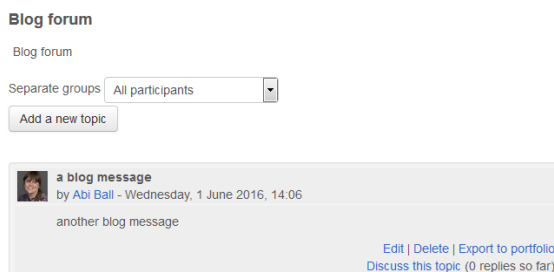 Blog forum
Blog forum
Separate groups All participants
Add a new topic
a blog message
by Abi Ball - Wednesday, 1 June 2016, 14:06
another blog message
Edit | Delete | Export to portfolio
Discuss this topic (0 replies so far)